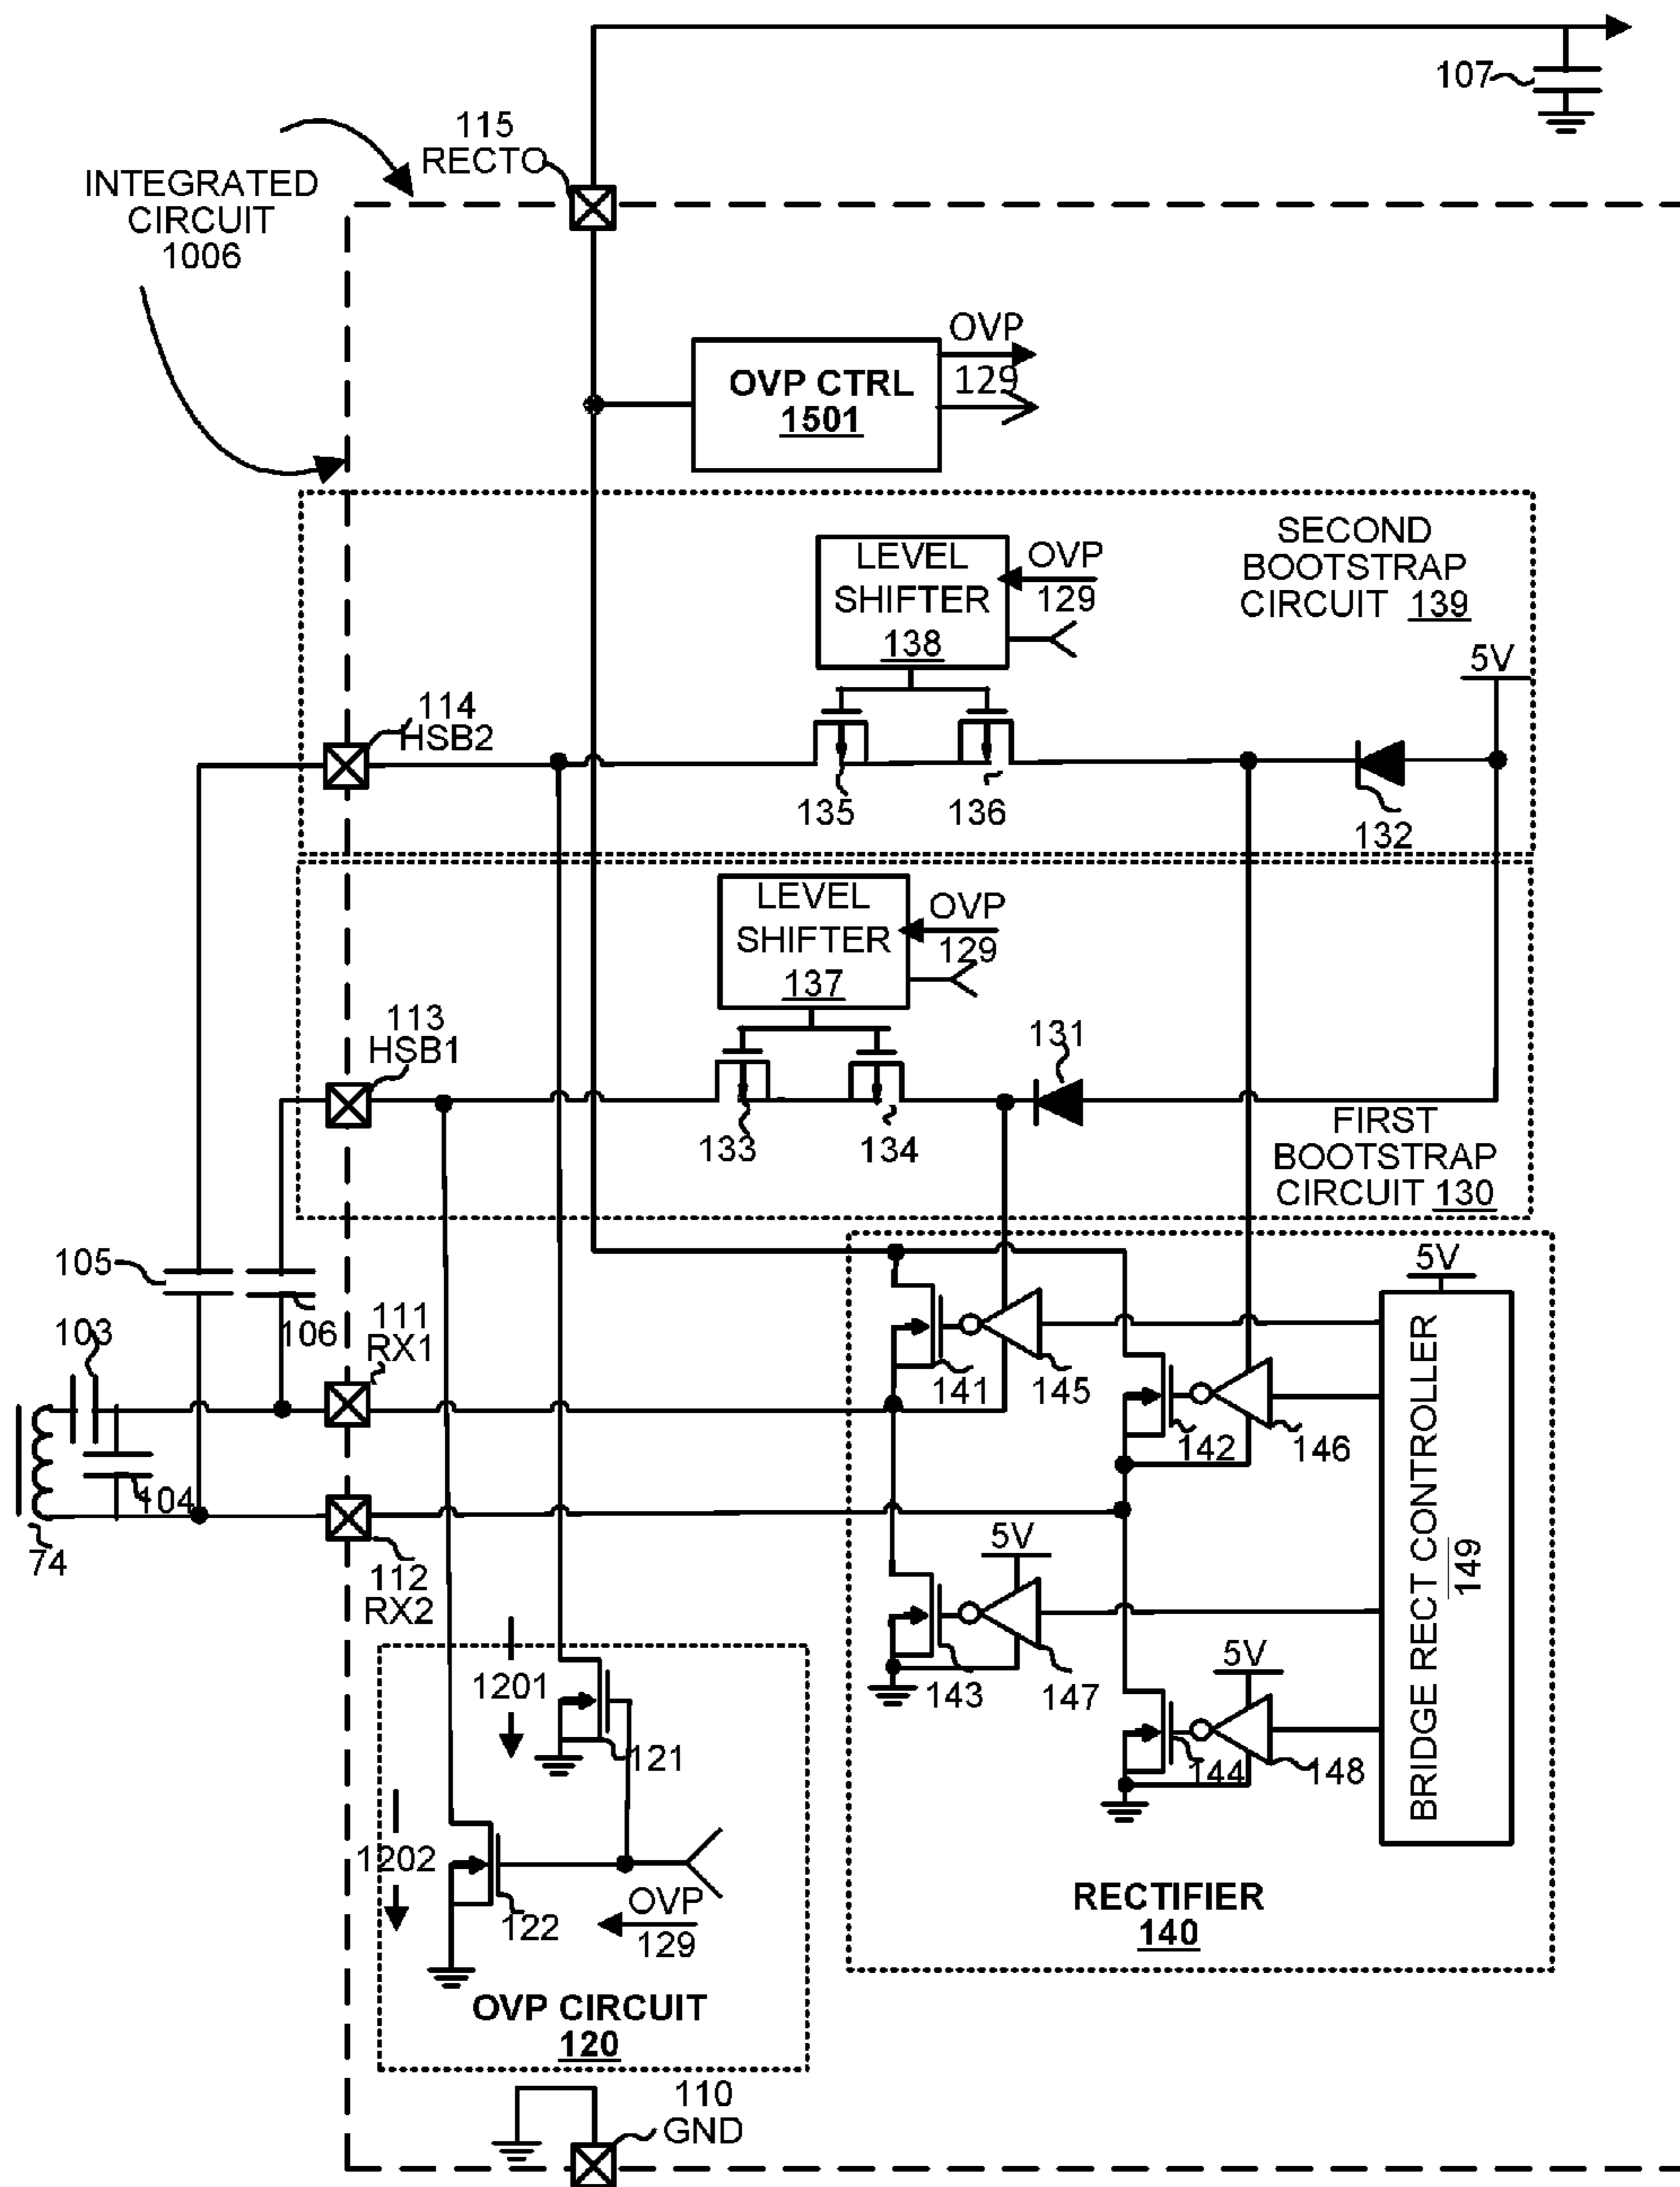 107
115
RECTO
INTEGRATED
CIRCUIT
1006
OVP
129
OVP CTRL
1501
SECOND
BOOTSTRAP
CIRCUIT 139
LEVEL
SHIFTER
138
OVP
129
5V
114
HSB2
135
136
132
LEVEL
SHIFTER
137
OVP
129
113
HSB1
131
133
134
FIRST
BOOTSTRAP
CIRCUIT 130
105
106
103
104
74
111
RX1
112
RX2
5V
141
145
142
146
BRIDGE RECT CONTROLLER
149
5V
143
147
5V
144
148
RECTIFIER
140
1201
121
1202
122
OVP
129
OVP CIRCUIT
120
110
GND